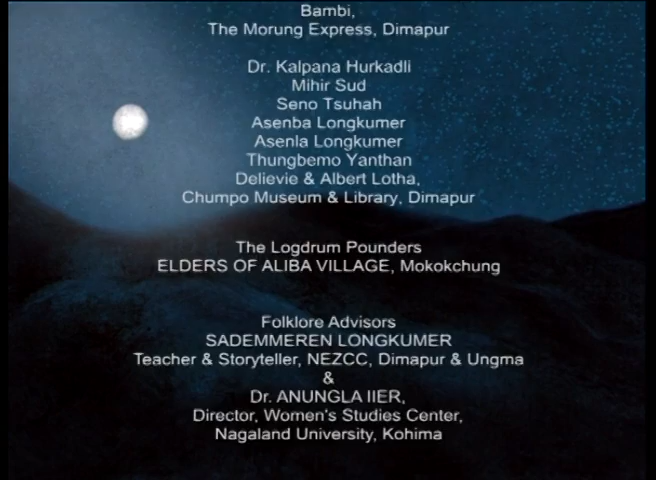 Bambi,
The Morung Express, Dimapur
Dr. Kalpana Hurkadli
Mihir Sud
Seno Tsuhah
Asenba Longkumer
Asenla Longkumer
Thungbemo Yanthan
Delievie & Albert Lotha,
Chumpo Museum & Library, Dimapur
The Logdrum Pounders
ELDERS OF ALIBA VILLAGE, Mokokchung
Folklore Advisors
SADEMMEREN LONGKUMER
Teacher & Storyteller, NEZCC, Dimapur & Ungma
&
Dr. ANUNGLA IIER,
Director, Women's Studies Center,
Nagaland University, Kohima